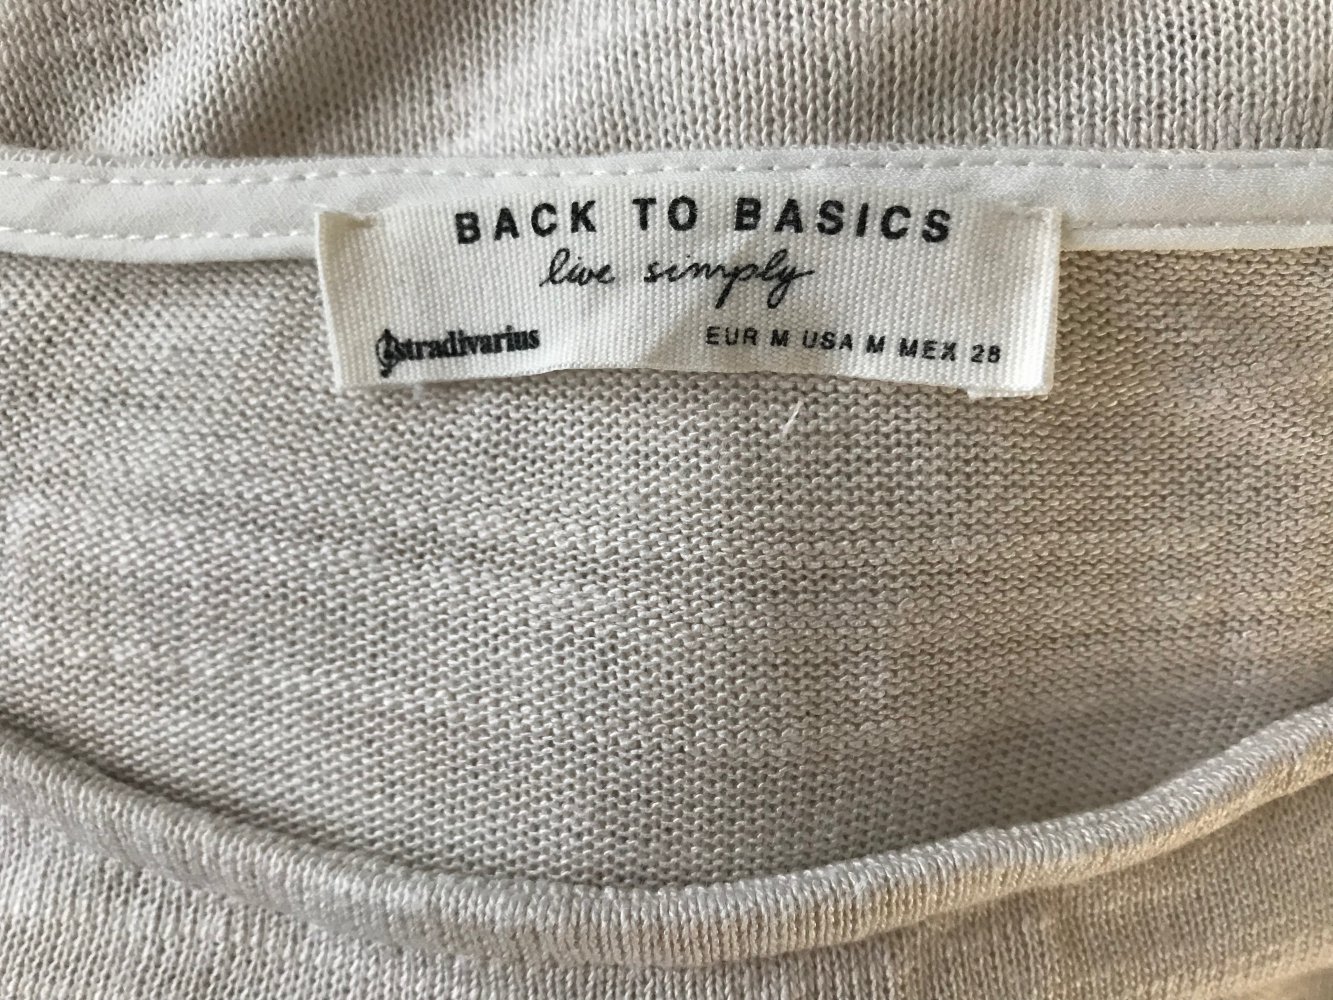 BACK TO BASICS
live simply
stradivarius EUR M USA M MEX 28